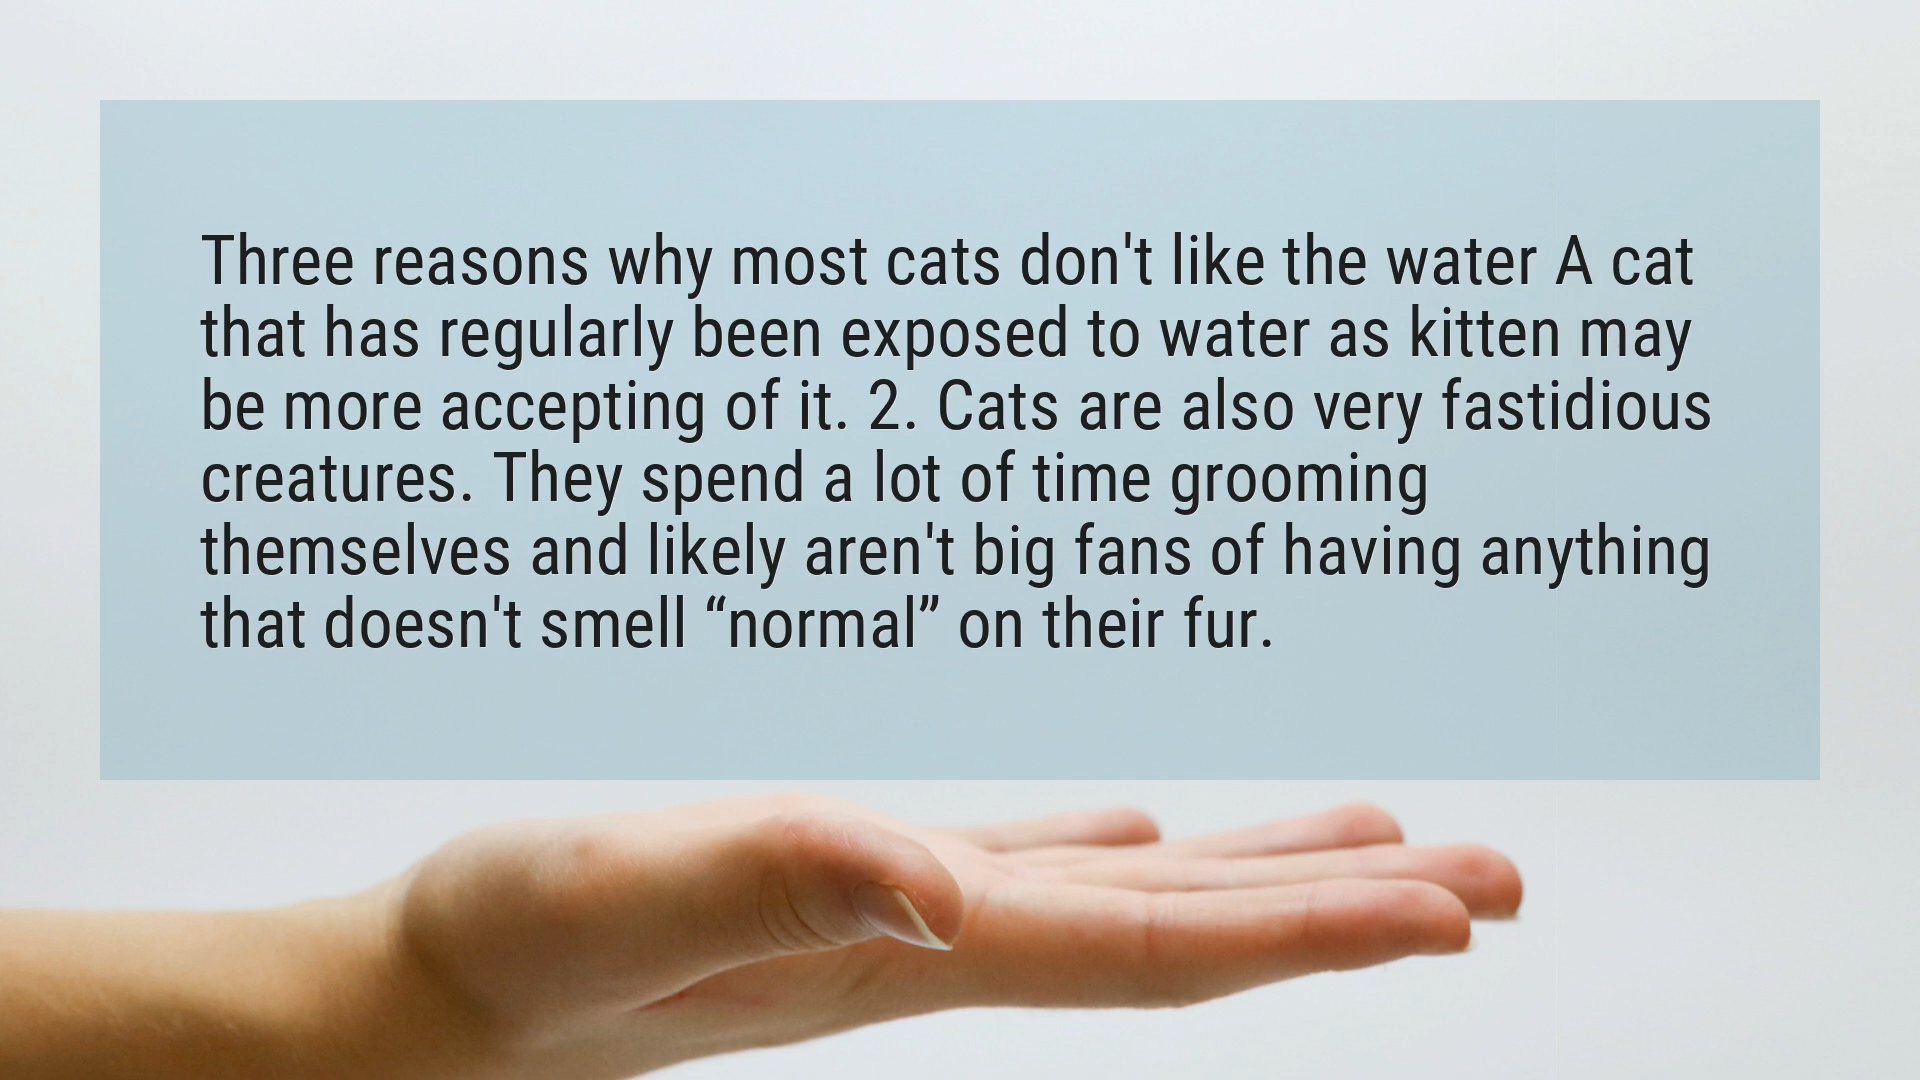 Three reasons why most cats don't like the water A cat
that has regularly been exposed to water as kitten may
be more accepting of it. 2. Cats are also very fastidious
creatures. They spend a lot of time grooming
themselves and likely aren't big fans of having anything
that doesn't smell “normal” on their fur.